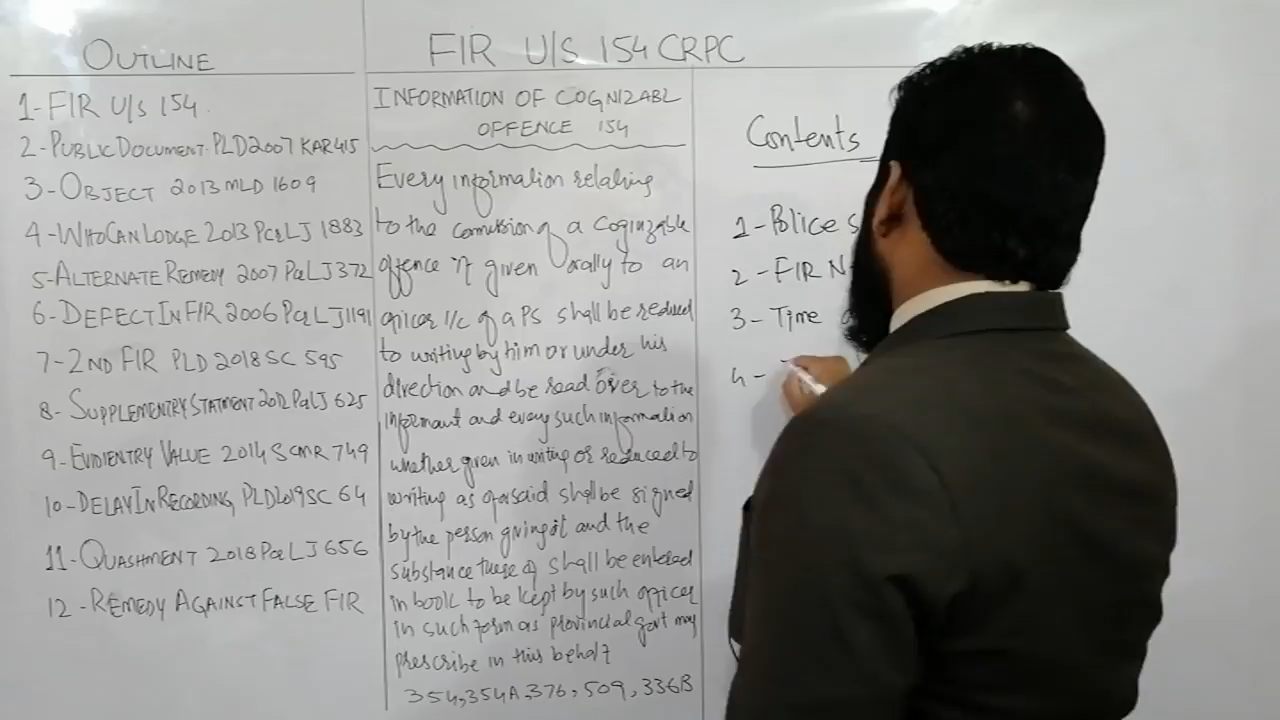 OUTLINE
1-FIR U/S 154.
2-PUBLIC DOCUMENT. PLD 2007 KAR 415
3-OBJECT 2013 MLD 1609
4-WHO CAN LODGE 2013 PCRLJ 1883
5-ALTERNATE REMEDY 2007 PCRLJ 372
6-DEFECT IN FIR 2006 PCRLJ 1191
7-2ND FIR PLD 2018 SC 595
8-SUPPLEMENTRY STATMENT 2012 PCRLJ 625
9-EVIDIENTRY VALUE 2014 SCMR 749
10-DELAY IN RECORDING, PLD 2019 SC 64
11-QUASHMENT 2018 PCRLJ 656
12-REMEDY AGAINST FALSE FIR
FIR U/S 154 CRPC
INFORMATION OF COGNIZABL
OFFENCE 154
Every information relating
to the commission of a Cognizable
offence if given orally to an
officer I/C of a PS shall be reduced
to writing by him or under his
direction and be read over to the
informant and every such information
whether given in writing or reduced to
writing as aforesaid shall be signed
by the person giving it and the
substance there of shall be entered
in book to be kept by such officer
in such form as provincial govt may
prescribe in this behalf
354, 354A, 376, 509, 336B
Contents
1-Police S
2-FIR N
3-Time
4-